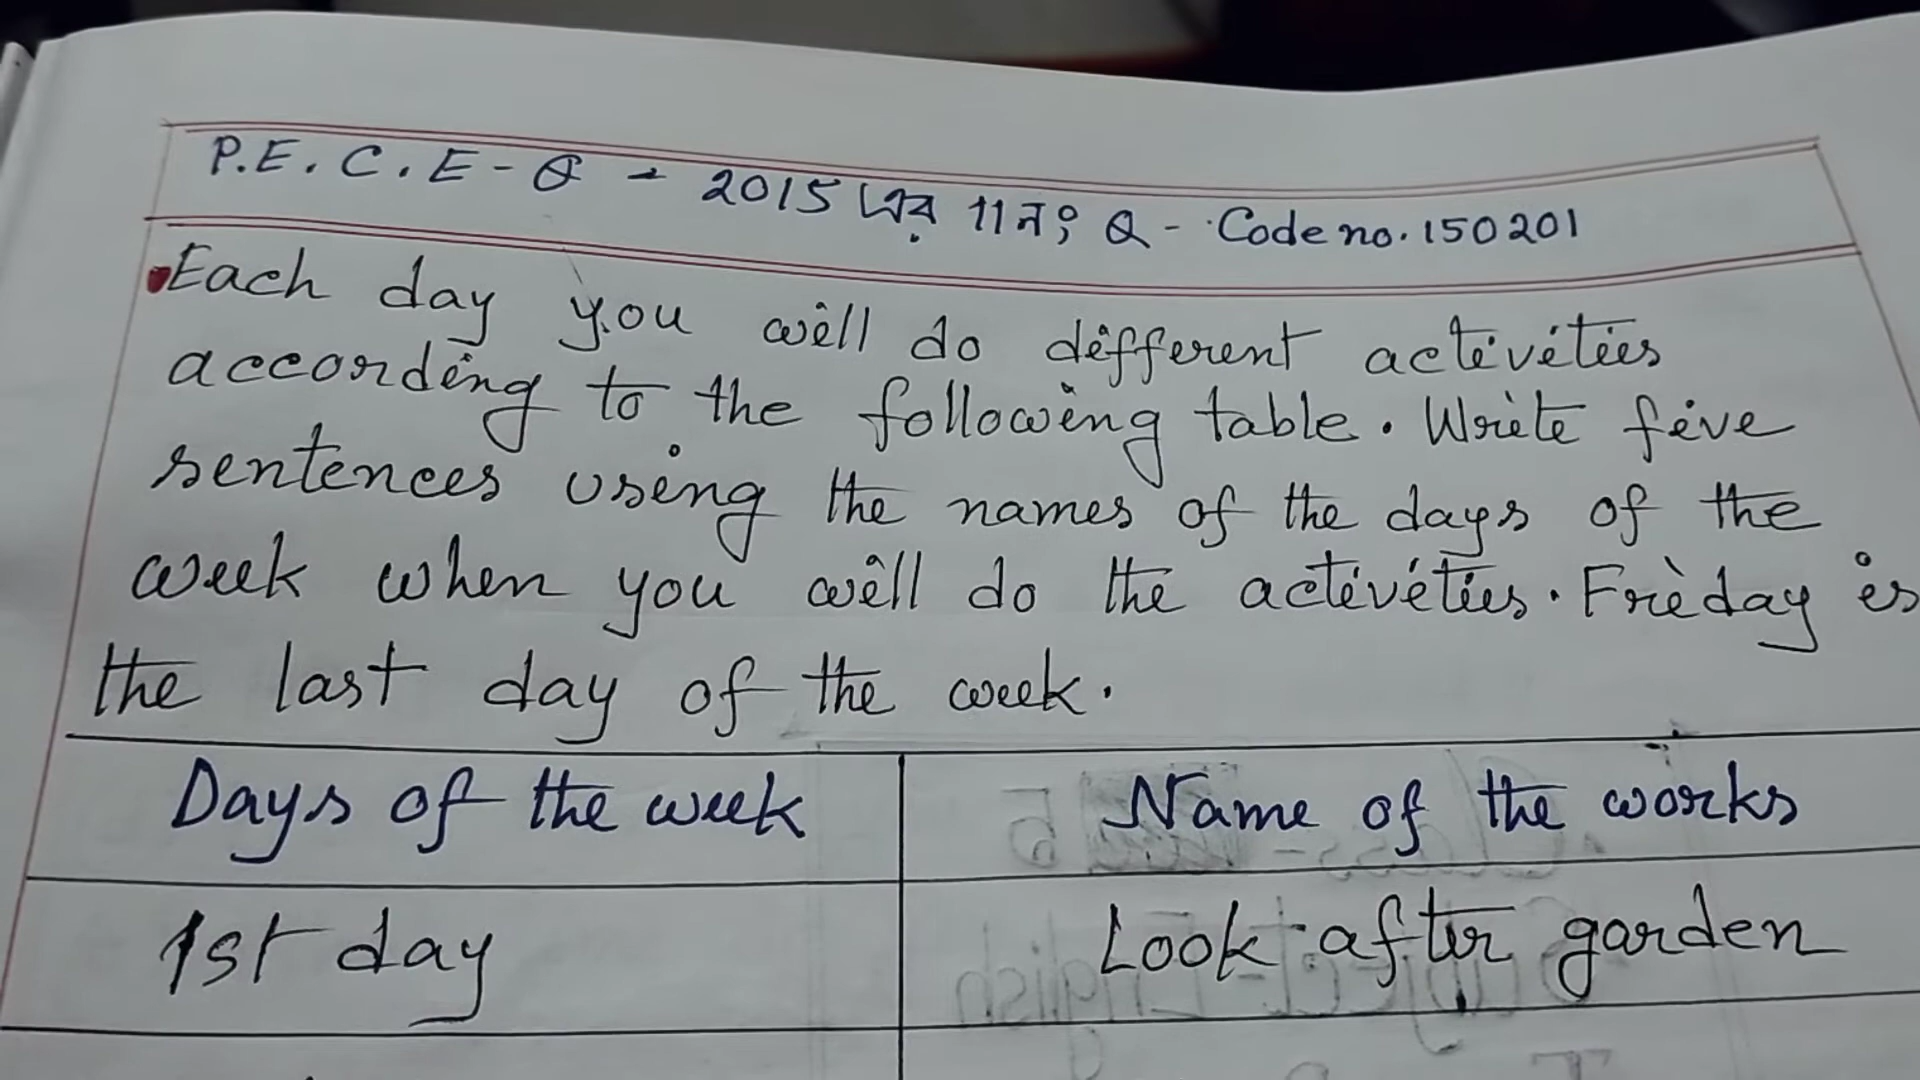 P.E.C.E-Q - 2015 এর 11নং Q - Code no. 150201
Each day you will do different activities
according to the following table. Write five
sentences using the names of the days of the
week when you will do the activities. Friday is
the last day of the week.
Days of the week Name of the works
1st day Look after garden